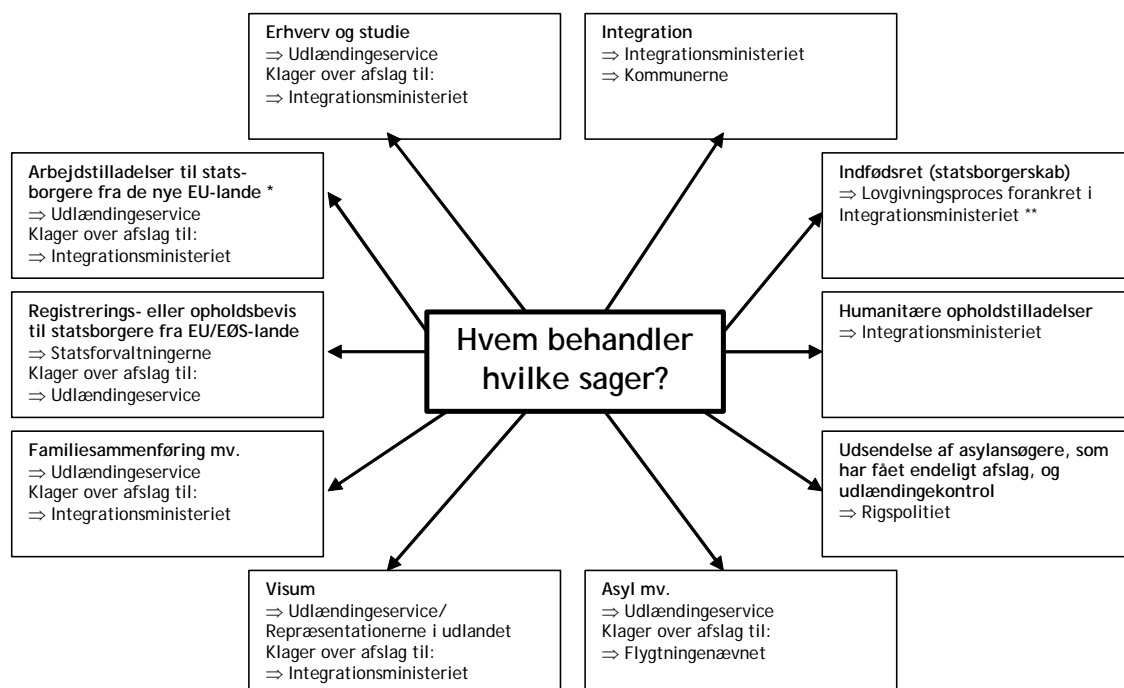 Erhverv og studie
⇒ Udlændingeservice
Klager over afslag til:
⇒ Integrationsministeriet
Integration
⇒ Integrationsministeriet
⇒ Kommunerne
Arbejdstilladelser til stats-
borgere fra de nye EU-lande *
⇒ Udlændingeservice
Klager over afslag til:
⇒ Integrationsministeriet
Indfødsret (statsborgerskab)
⇒ Lovgivningsproces forankret i
Integrationsministeriet **
Registrerings- eller opholdsbevis
til statsborgere fra EU/EØS-lande
⇒ Statsforvaltningerne
Klager over afslag til:
⇒ Udlændingeservice
Hvem behandler
hvilke sager?
Humanitære opholdstilladelser
⇒ Integrationsministeriet
Familiesammenføring mv.
⇒ Udlændingeservice
Klager over afslag til:
⇒ Integrationsministeriet
Udsendelse af asylansøgere, som
har fået endeligt afslag, og
udlændingekontrol
⇒ Rigspolitiet
Visum
⇒ Udlændingeservice/
Repræsentationerne i udlandet
Klager over afslag til:
⇒ Integrationsministeriet
Asyl mv.
⇒ Udlændingeservice
Klager over afslag til:
⇒ Flygtningenævnet